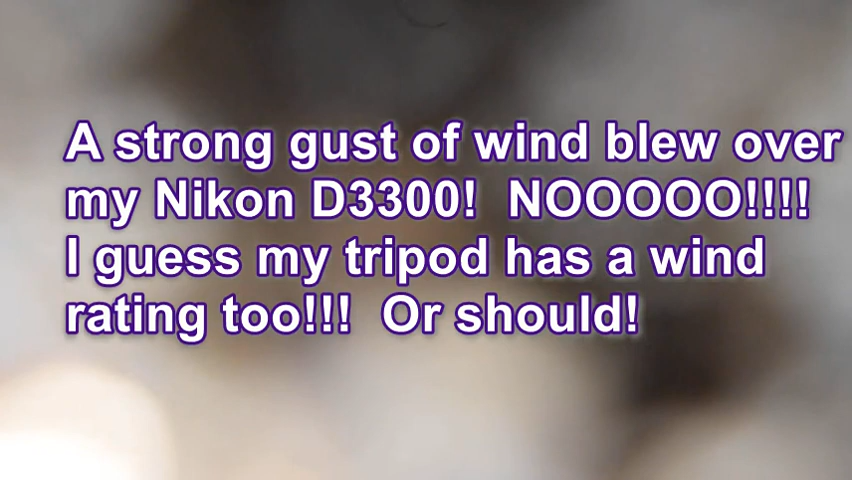 A strong gust of wind blew over
my Nikon D3300!  NOOOOO!!!!
I guess my tripod has a wind
rating too!!!  Or should!